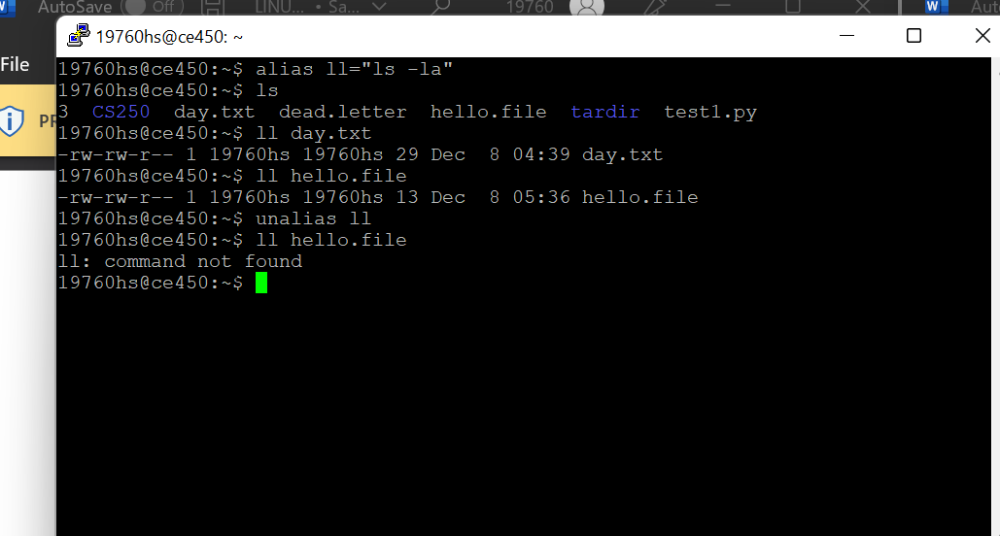 AutoSave Off LINU... • Sa... 19760 Aut
19760hs@ce450: ~
File
PR
19760hs@ce450:~$ alias ll="ls -la"
19760hs@ce450:~$ ls
3  CS250  day.txt  dead.letter  hello.file  tardir  test1.py
19760hs@ce450:~$ ll day.txt
-rw-rw-r-- 1 19760hs 19760hs 29 Dec  8 04:39 day.txt
19760hs@ce450:~$ ll hello.file
-rw-rw-r-- 1 19760hs 19760hs 13 Dec  8 05:36 hello.file
19760hs@ce450:~$ unalias ll
19760hs@ce450:~$ ll hello.file
ll: command not found
19760hs@ce450:~$